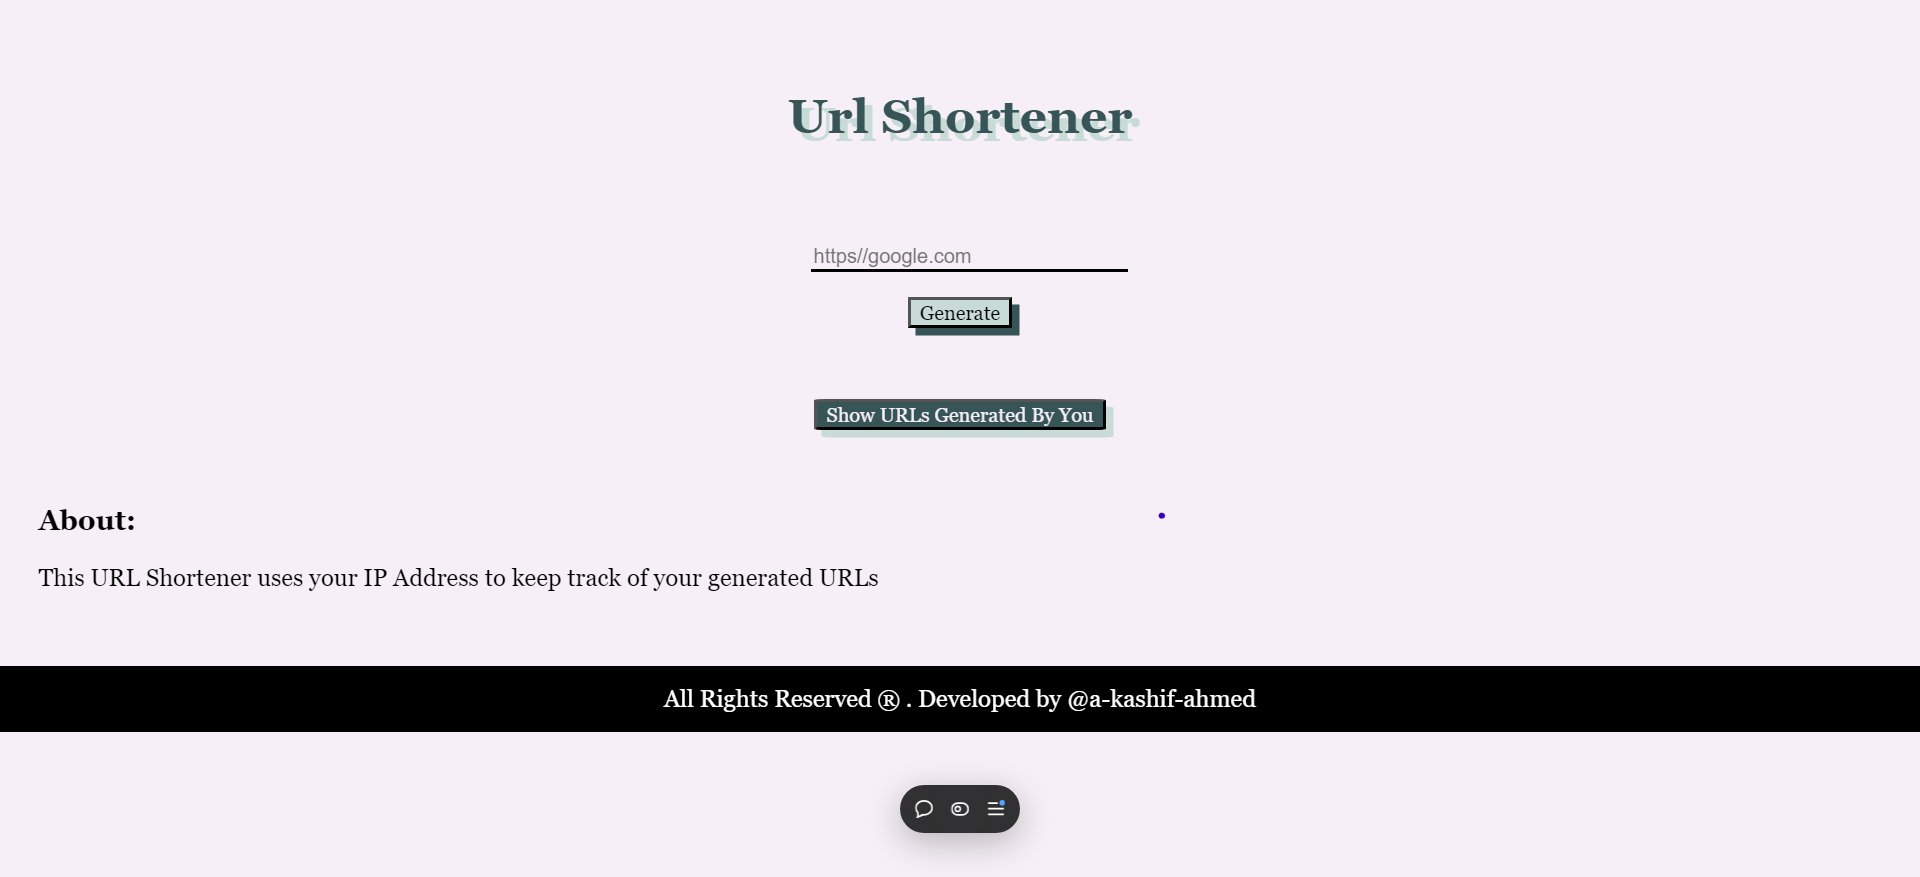 Url Shortener
https//google.com
Generate
Show URLs Generated By You
About:
This URL Shortener uses your IP Address to keep track of your generated URLs
All Rights Reserved ® . Developed by @a-kashif-ahmed